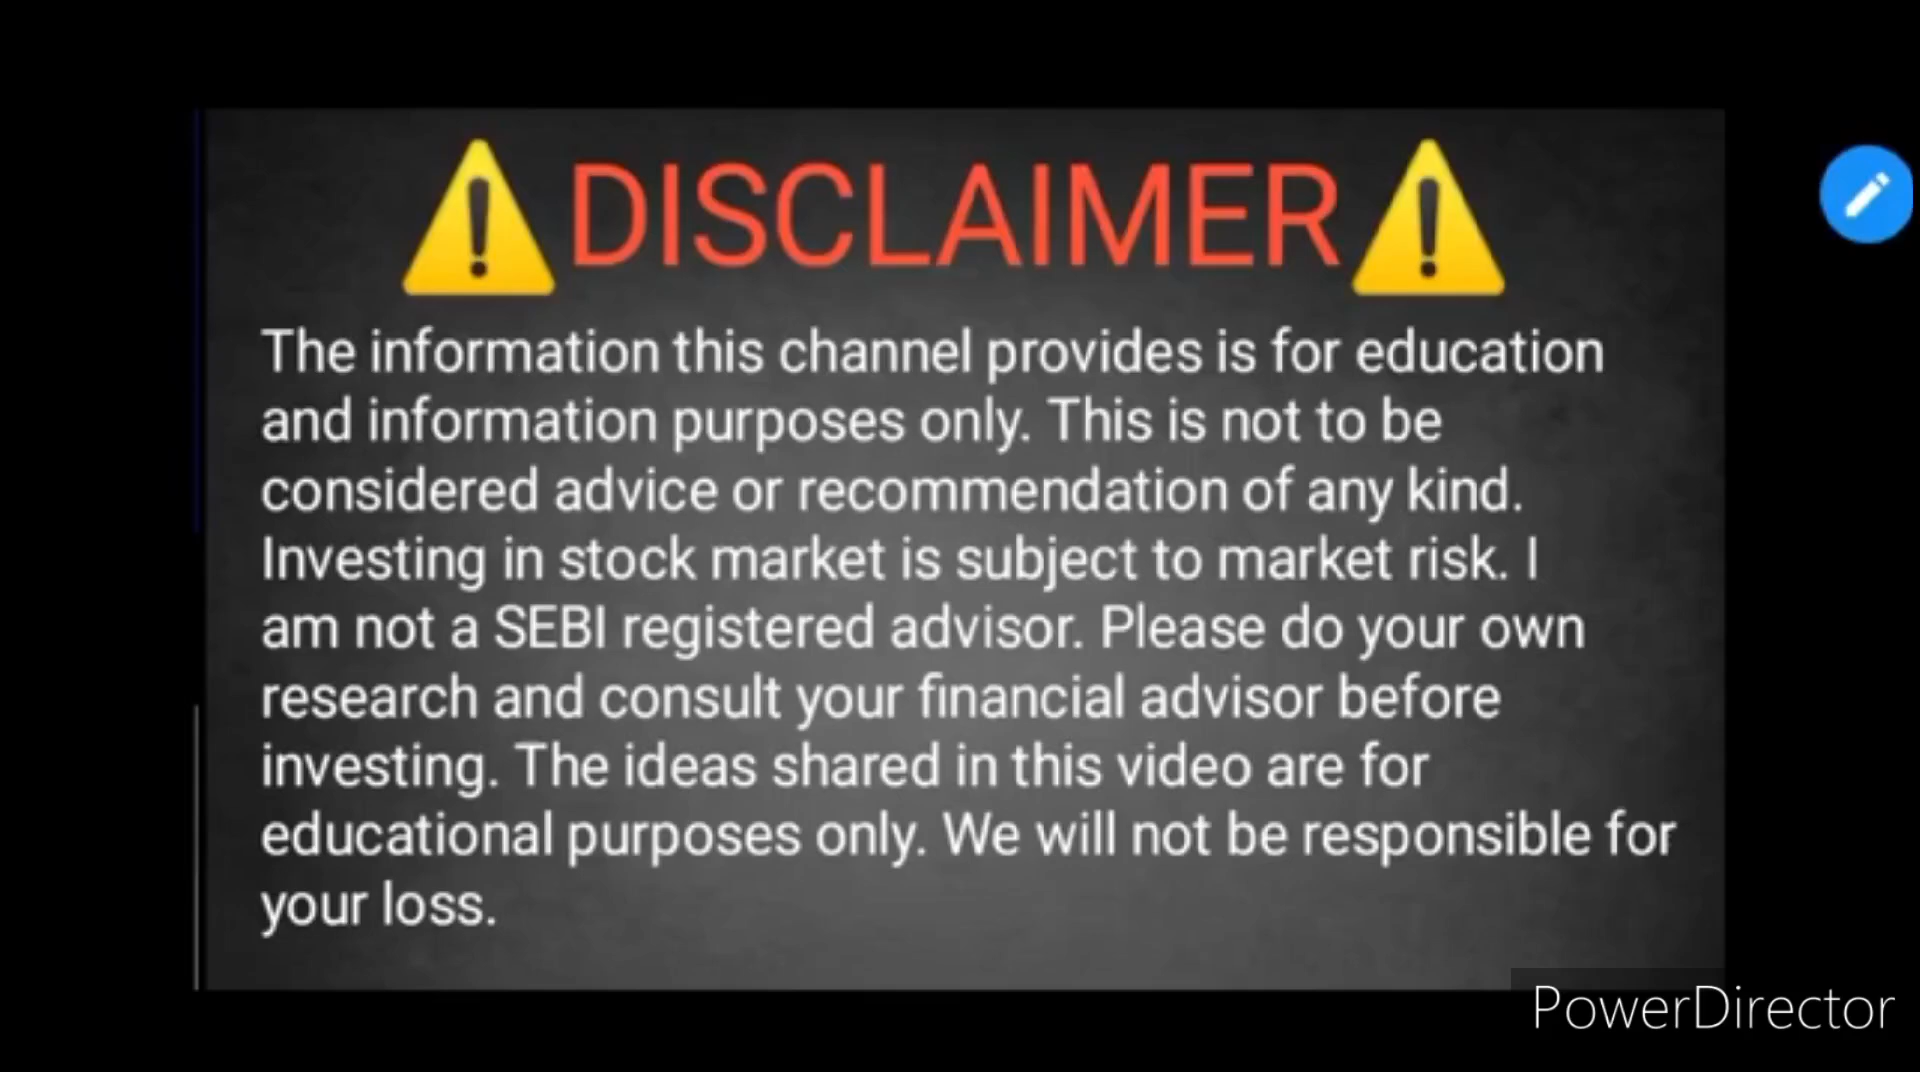 ⚠DISCLAIMER⚠
The information this channel provides is for education
and information purposes only. This is not to be
considered advice or recommendation of any kind.
Investing in stock market is subject to market risk. I
am not a SEBI registered advisor. Please do your own
research and consult your financial advisor before
investing. The ideas shared in this video are for
educational purposes only. We will not be responsible for
your loss.
PowerDirector